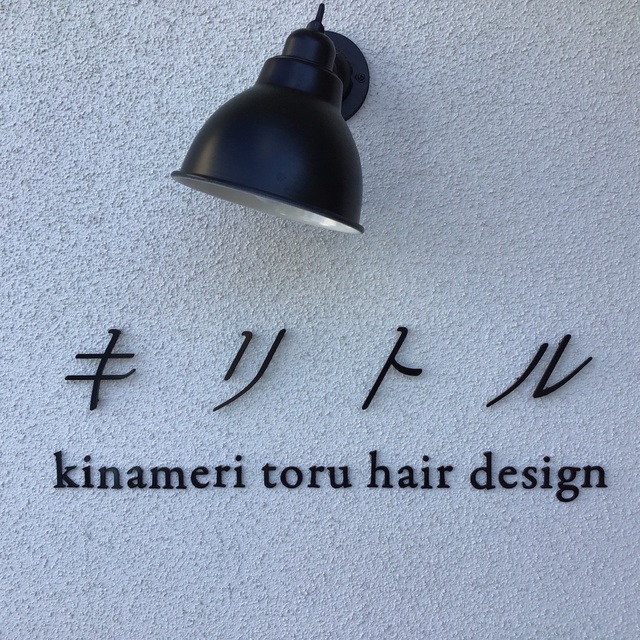 キリトル
kinameri toru hair design